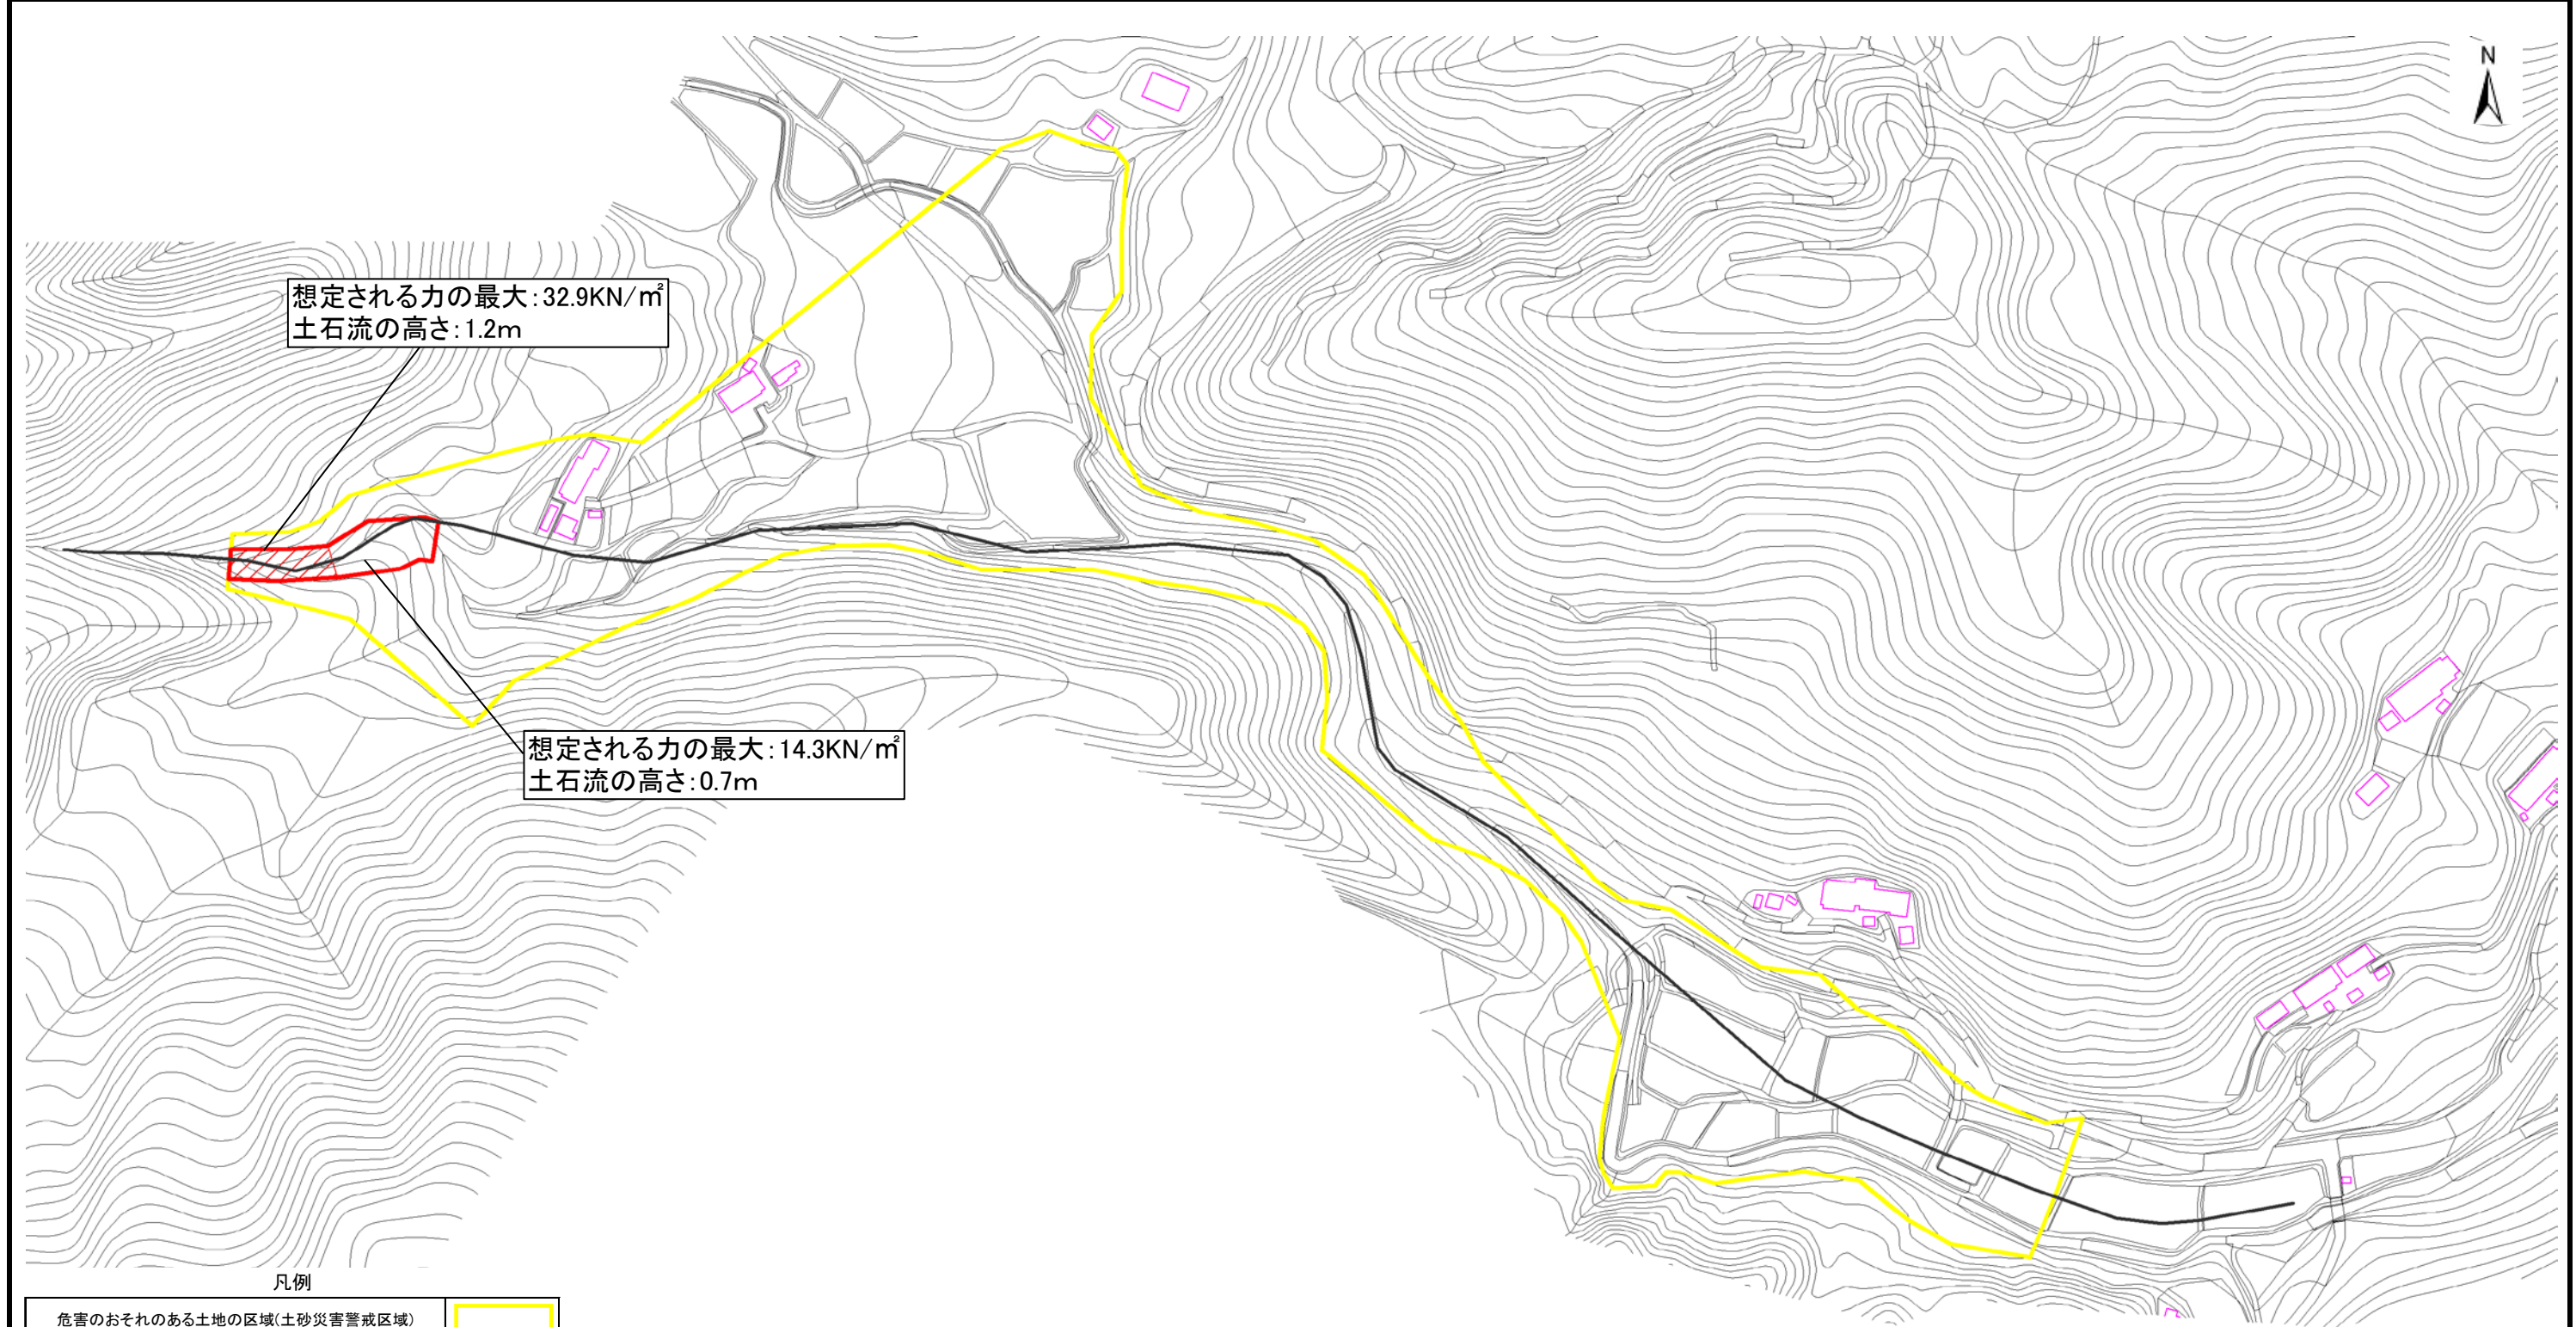 N
想定される力の最大:32.9KN/㎡
土石流の高さ:1.2m
想定される力の最大:14.3KN/㎡
土石流の高さ:0.7m
凡例
危害のおそれのある土地の区域(土砂災害警戒区域)